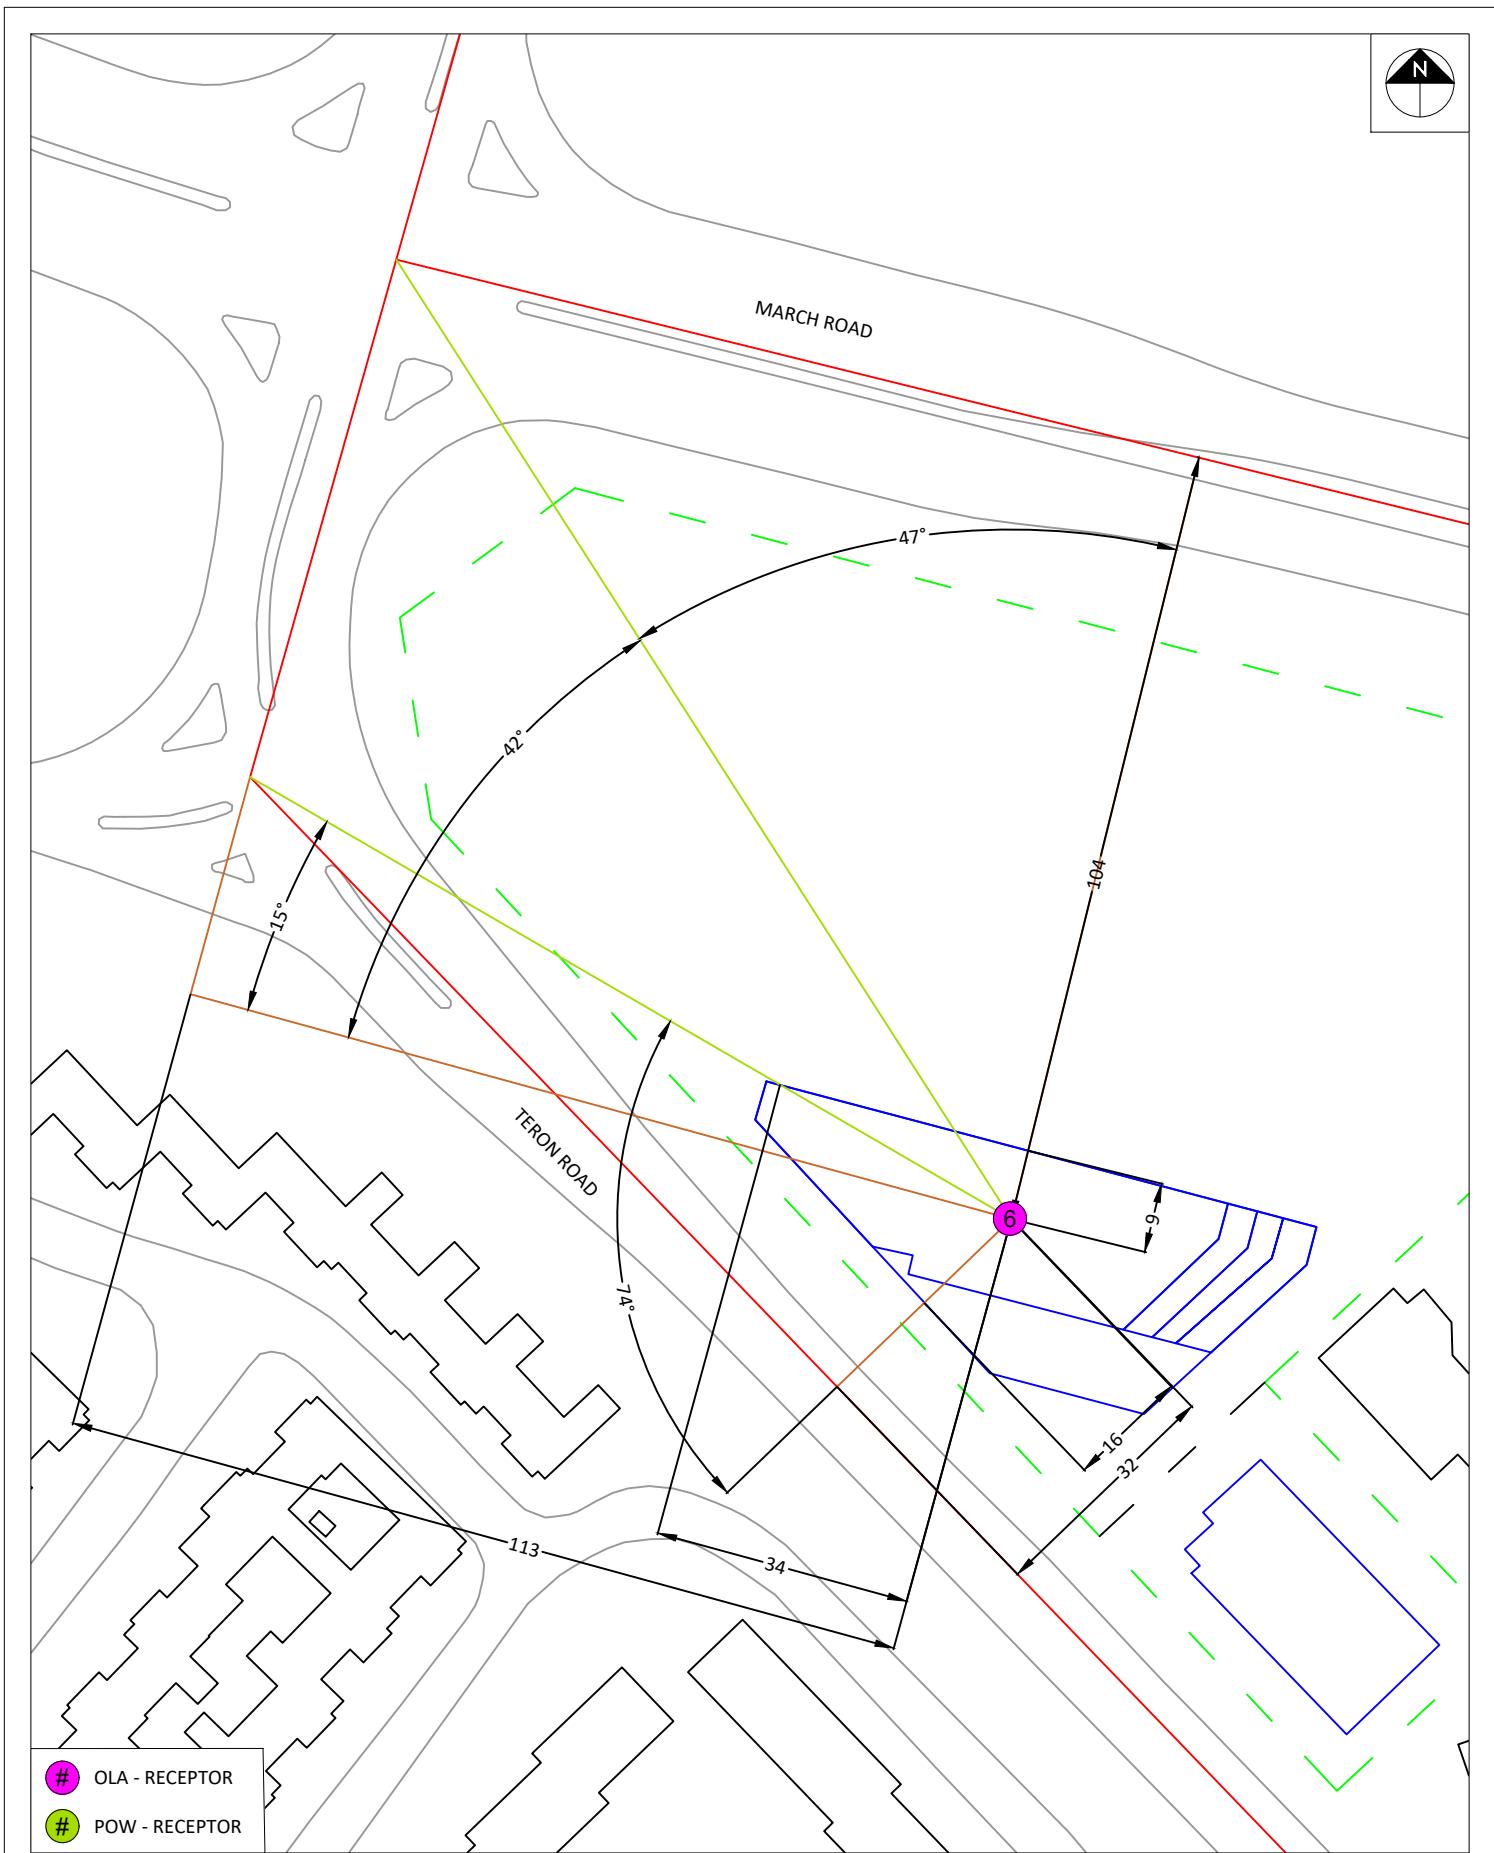 N
MARCH ROAD
47°
42°
104
15°
TERON ROAD
6
9
74°
16
32
113
34
# OLA - RECEPTOR
# POW - RECEPTOR